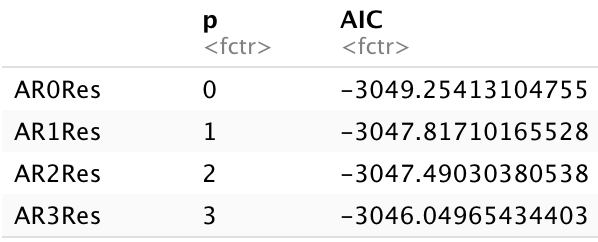 p AIC
<fctr> <fctr>
AR0Res 0 -3049.25413104755
AR1Res 1 -3047.81710165528
AR2Res 2 -3047.49030380538
AR3Res 3 -3046.04965434403